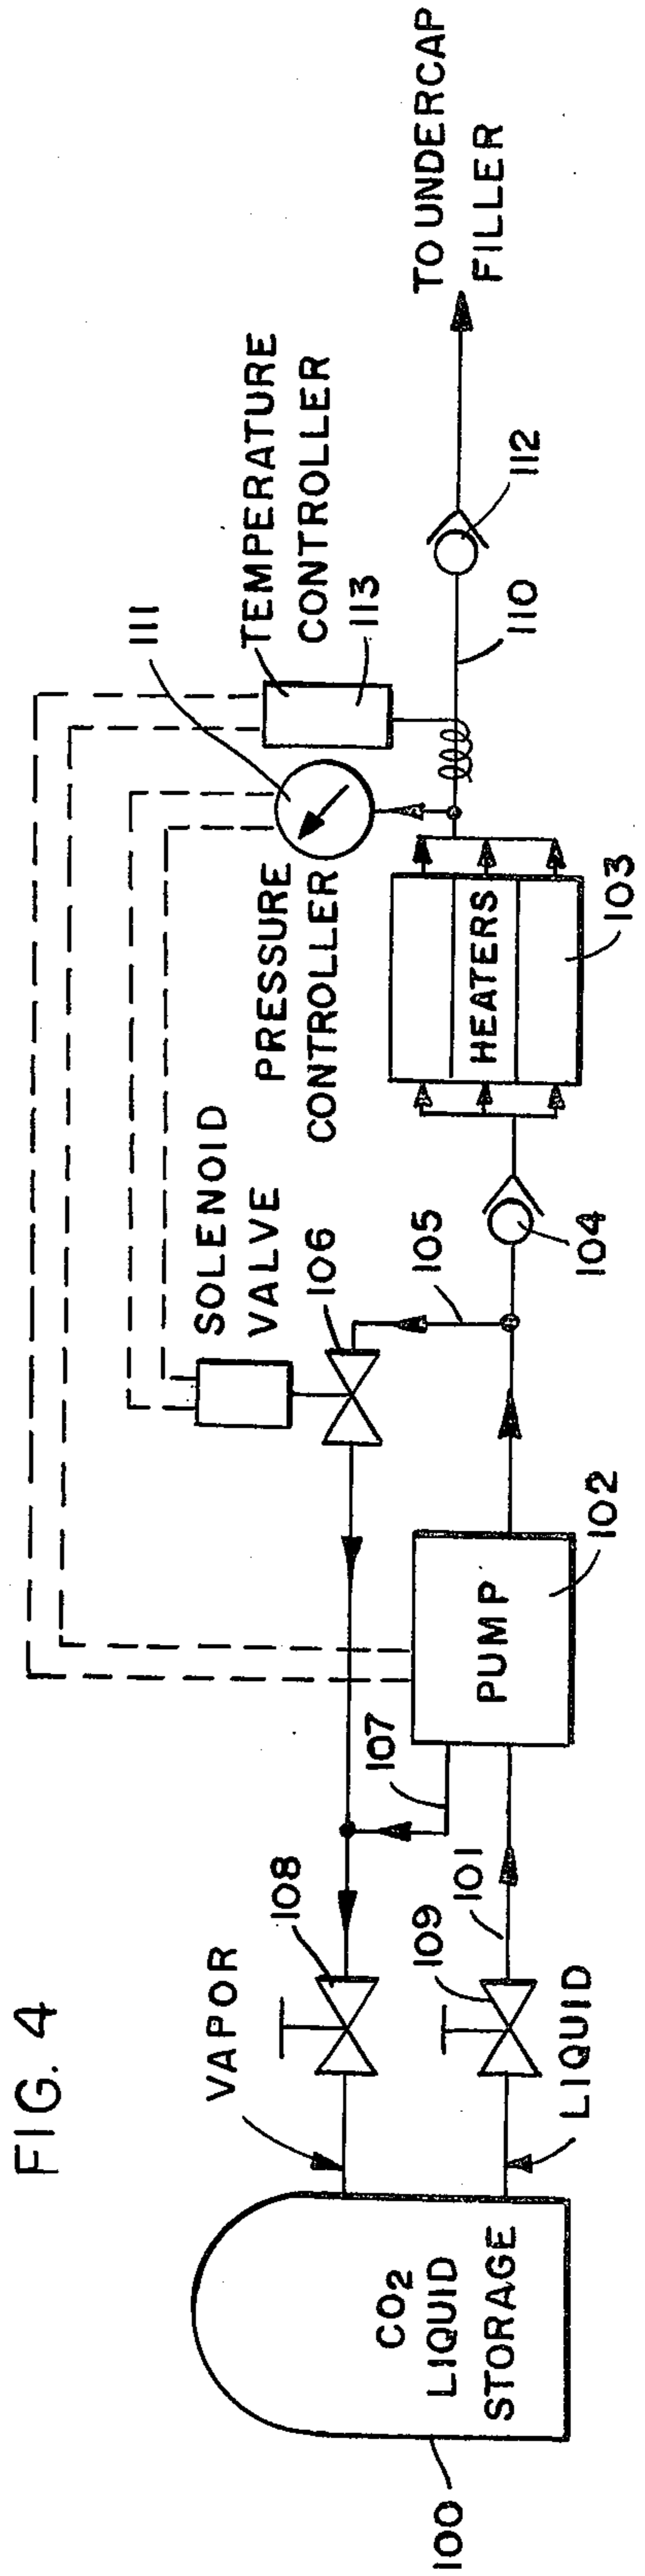 FIG. 4
CO2
LIQUID
STORAGE
100
VAPOR
108
LIQUID
109
101
107
PUMP
102
SOLENOID
VALVE
106
105
104
PRESSURE
CONTROLLER
111
HEATERS
103
TEMPERATURE
CONTROLLER
113
110
112
TO UNDERCAP
FILLER